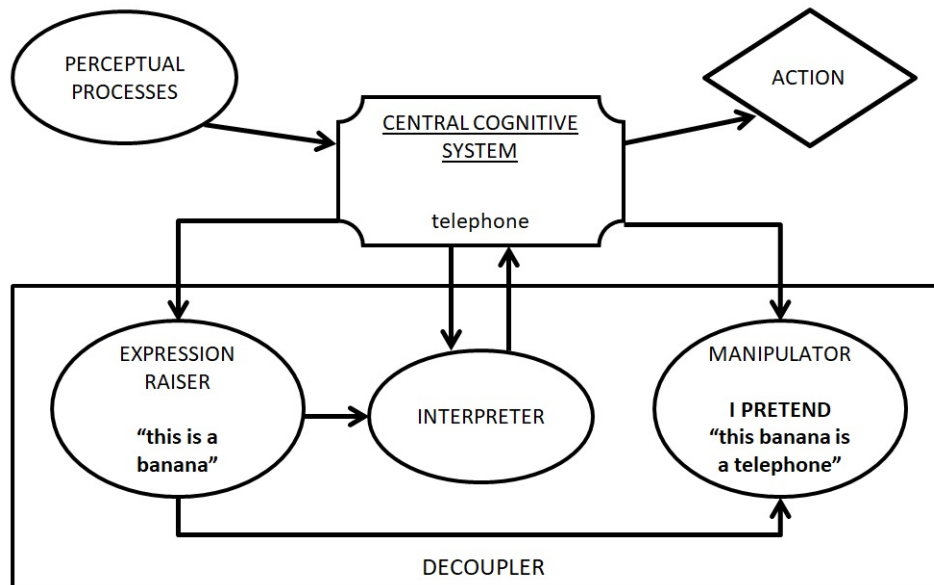 PERCEPTUAL
PROCESSES
CENTRAL COGNITIVE
SYSTEM
telephone
ACTION
EXPRESSION
RAISER
“this is a
banana”
INTERPRETER
MANIPULATOR
I PRETEND
“this banana is
a telephone”
DECOUPLER